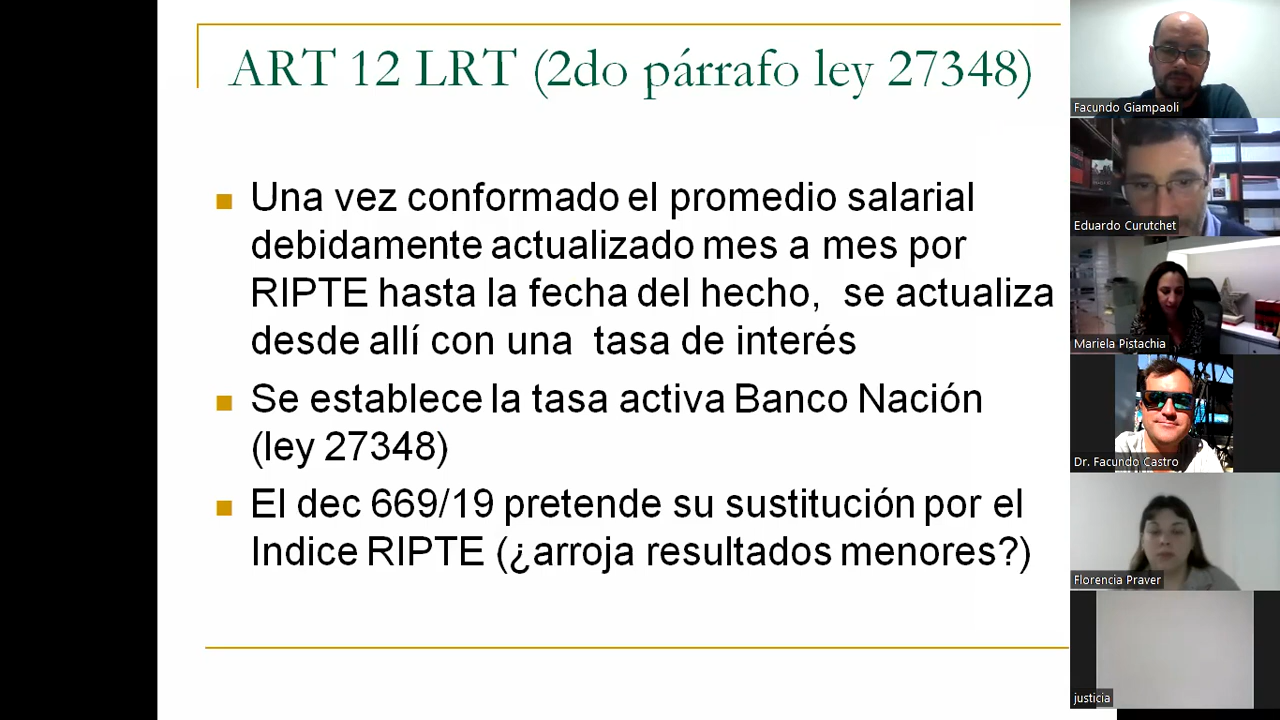 ART 12 LRT (2do párrafo ley 27348)
Una vez conformado el promedio salarial
debidamente actualizado mes a mes por
RIPTE hasta la fecha del hecho, se actualiza
desde allí con una tasa de interés
Se establece la tasa activa Banco Nación
(ley 27348)
El dec 669/19 pretende su sustitución por el
Indice RIPTE (¿arroja resultados menores?)
Facundo Giampaoli
Eduardo Curutchet
Mariela Pistachia
Dr. Facundo Castro
Florencia Praver
justicia